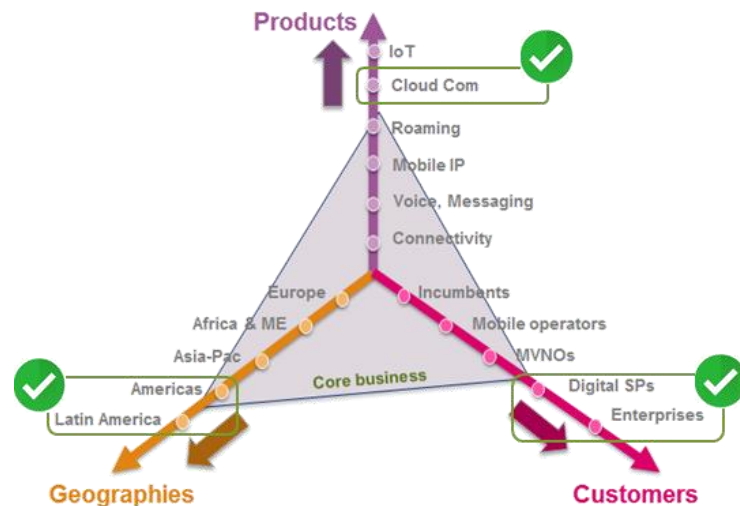 Products
IoT
Cloud Com
Roaming
Mobile IP
Voice, Messaging
Connectivity
Europe
Incumbents
Africa & ME
Mobile operators
Asia-Pac
MVNOs
Core business
Americas
Digital SPs
Latin America
Enterprises
Geographies
Customers